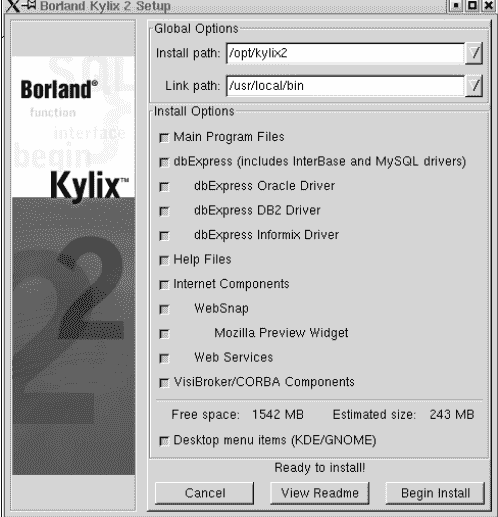 Borland Kylix 2 Setup
Global Options
Install path: /opt/kylix2
Link path: /usr/local/bin
Borland®
function
interface
begin
Kylix™
2
2
Install Options
Main Program Files
dbExpress (includes InterBase and MySQL drivers)
dbExpress Oracle Driver
dbExpress DB2 Driver
dbExpress Informix Driver
Help Files
Internet Components
WebSnap
Mozilla Preview Widget
Web Services
VisiBroker/CORBA Components
Free space: 1542 MB Estimated size: 243 MB
Desktop menu items (KDE/GNOME)
Ready to install!
Cancel View Readme Begin Install